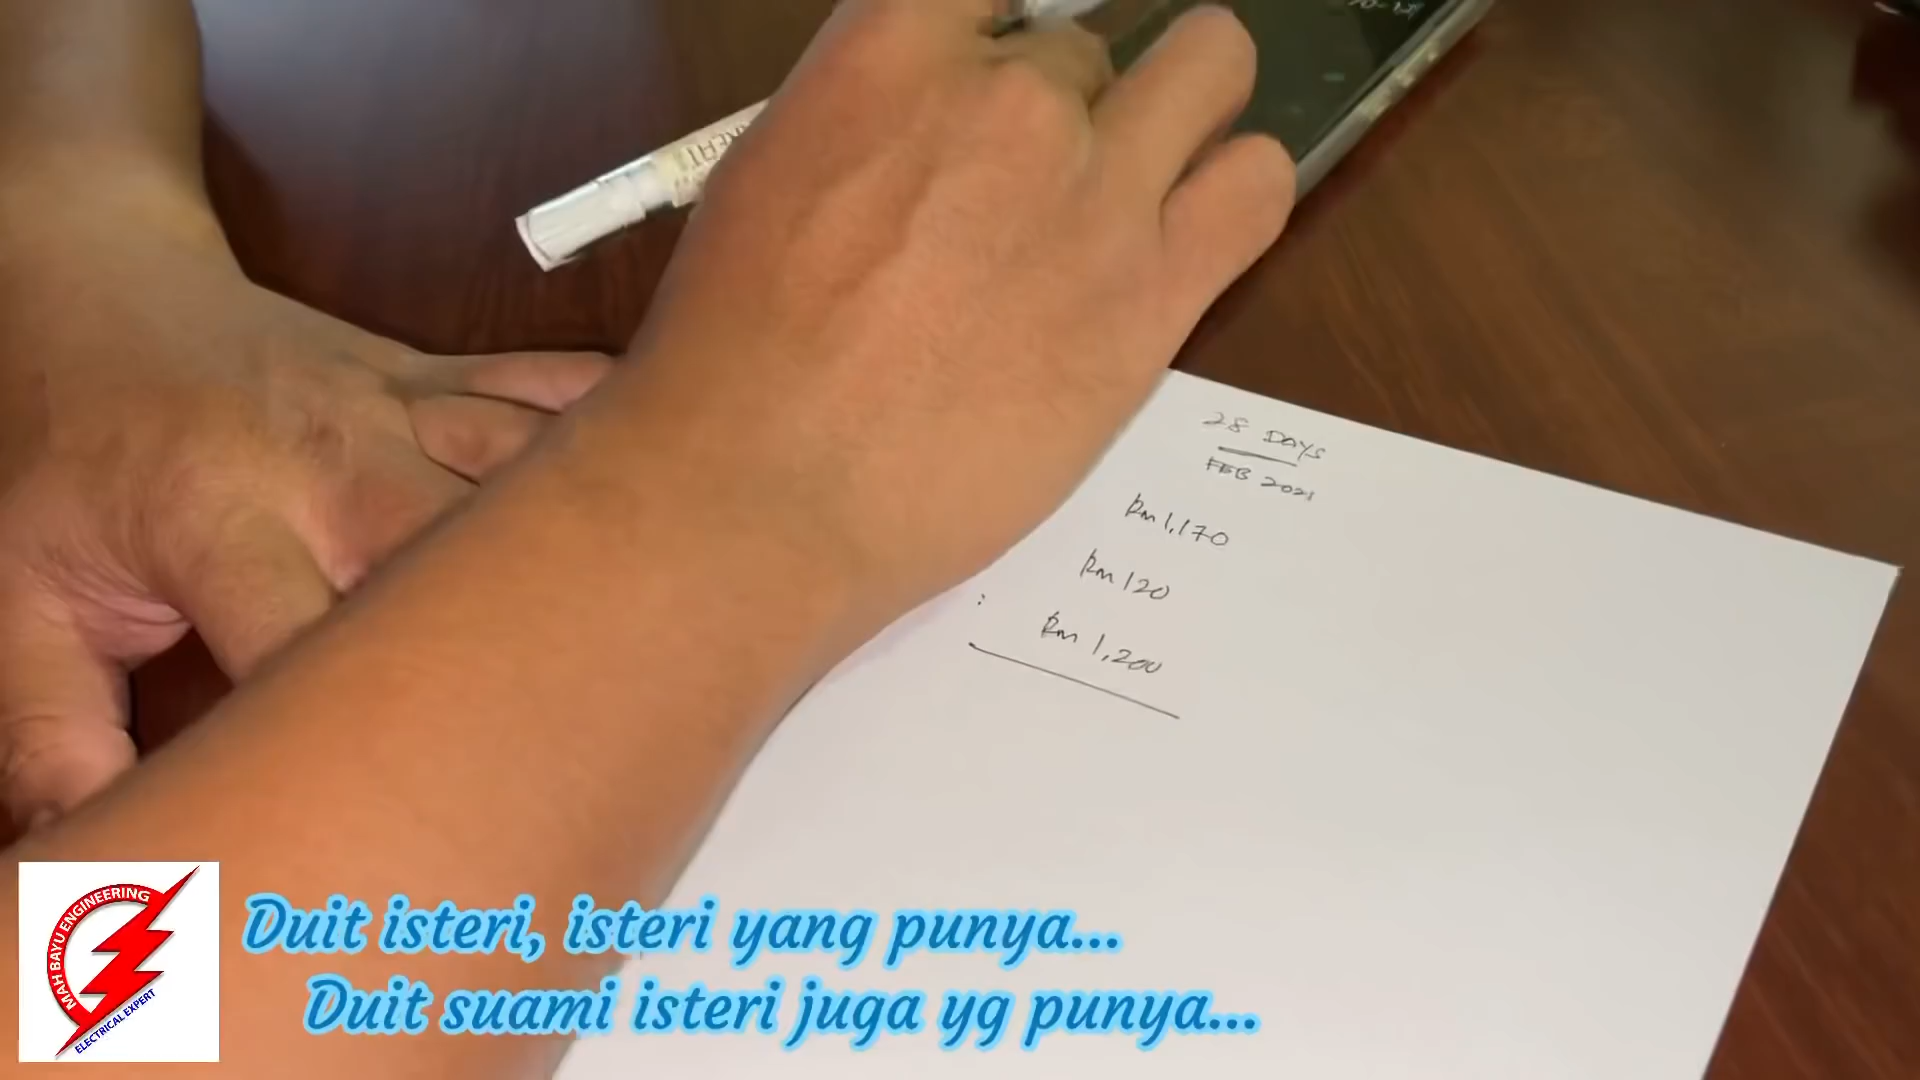 28 DAYS
FEB 2021
RM 1,170
RM 120
:
RM 1,200
MAH BAYU ENGINEERING
ELECTRICAL EXPERT
Duit isteri, isteri yang punya...
Duit suami isteri juga yg punya...